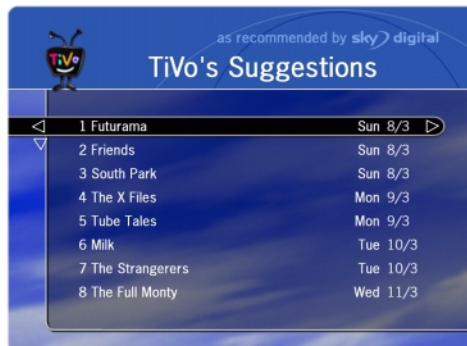 as recommended by sky digital
TiVo
TiVo's Suggestions
1 Futurama Sun 8/3
2 Friends Sun 8/3
3 South Park Sun 8/3
4 The X Files Mon 9/3
5 Tube Tales Mon 9/3
6 Milk Tue 10/3
7 The Strangerers Tue 10/3
8 The Full Monty Wed 11/3